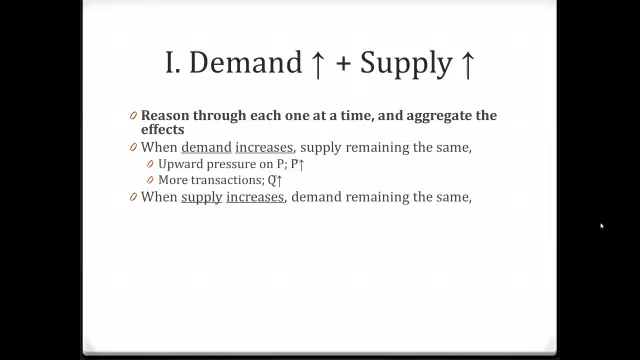 I. Demand ↑ + Supply ↑
Reason through each one at a time, and aggregate the
effects
When demand increases, supply remaining the same,
Upward pressure on P; P↑
More transactions; Q↑
When supply increases, demand remaining the same,